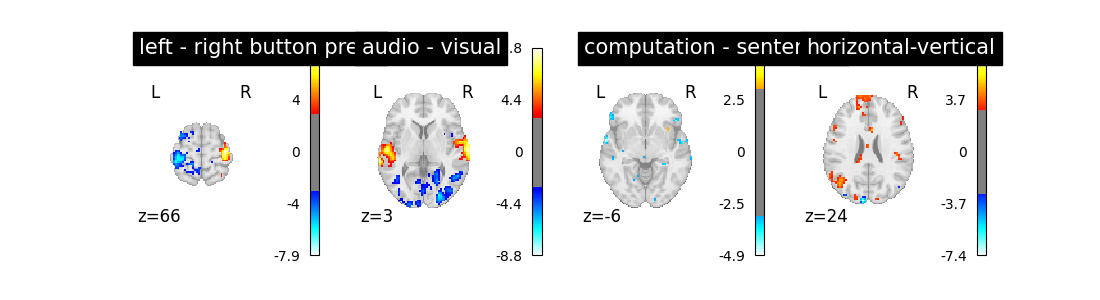 left - right button pre
audio - visual
computation - senten
horizontal-vertical
L R
4
0
-4
-7.9
z=66
L R
.8
4.4
0
-4.4
-8.8
z=3
L R
2.5
0
-2.5
-4.9
z=-6
L R
3.7
0
-3.7
-7.4
z=24